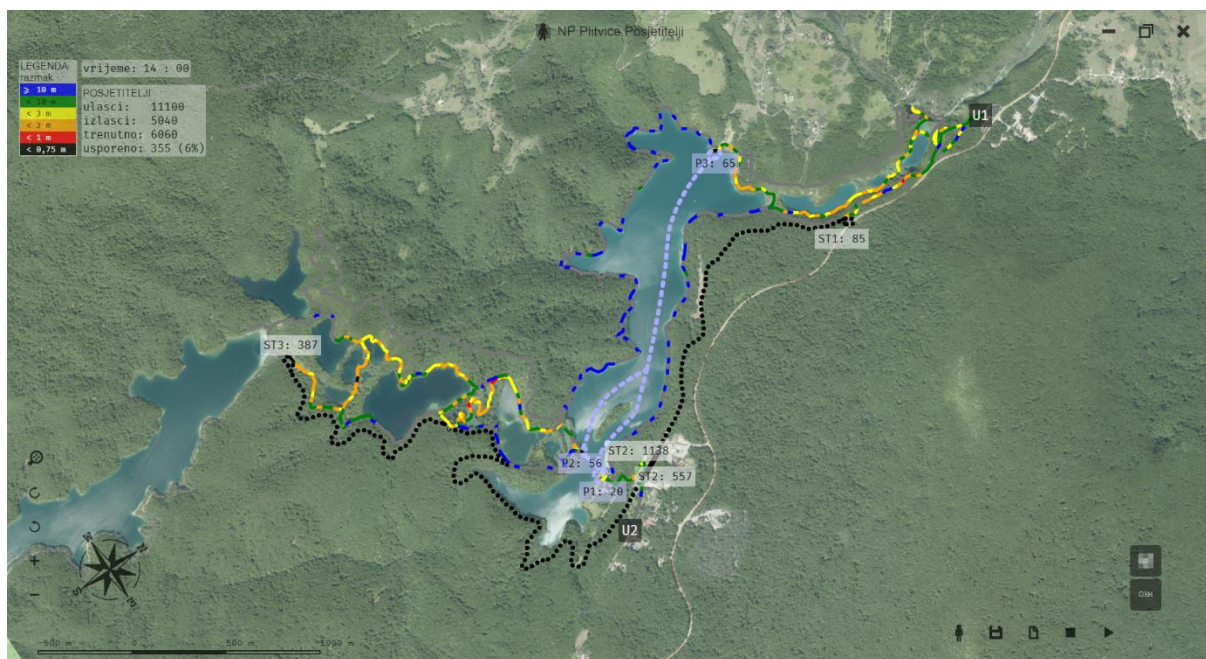 NP Plitvice Posjetitelji
LEGENDA
razmak
⩾ 10 m
< 10 m
< 3 m
< 2 m
< 1 m
< 0,75 m
vrijeme: 14 : 00
POSJETITELJI
ulasci: 11100
izlasci: 5040
trenutno: 6060
usporeno: 355 (6%)
U1
P3: 65
ST1: 85
ST3: 387
ST2: 1138
P2: 56
ST2: 557
P1: 20
U2
-500 m 0 m 500 m 1000 m